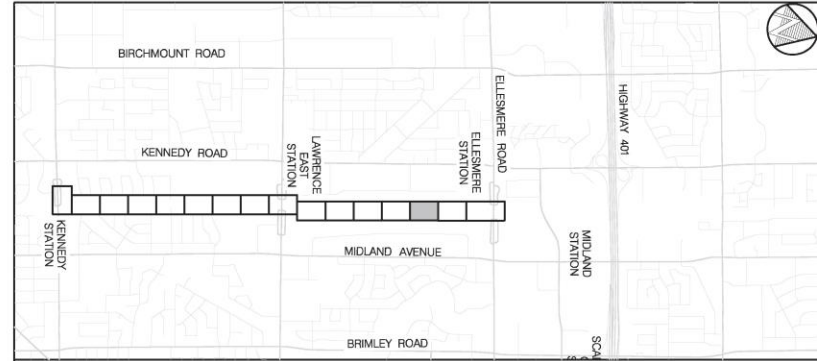 BIRCHMOUNT ROAD
KENNEDY ROAD
LAWRENCE
EAST
STATION
ELLESMERE
STATION
ELLESMERE ROAD
HIGHWAY 401
KENNEDY
STATION
MIDLAND AVENUE
MIDLAND
STATION
BRIMLEY ROAD